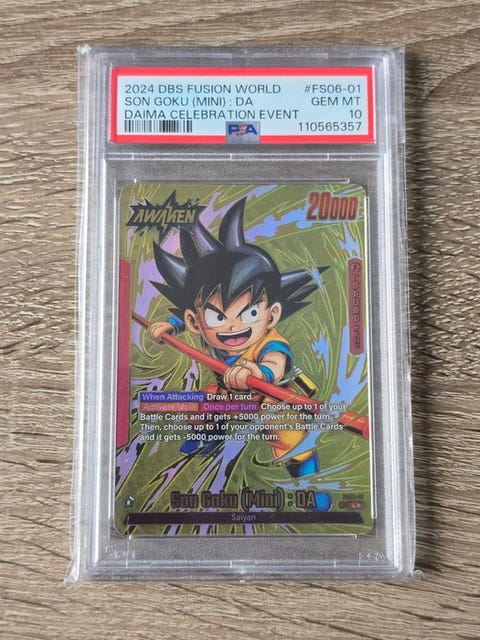 2024 DBS FUSION WORLD #FS06-01
SON GOKU (MINI) : DA GEM MT
DAIMA CELEBRATION EVENT 10
PSA 110565357
AWAKEN
20000
When Attacking Draw 1 card.
Activate Main Once per turn Choose up to 1 of your
Battle Cards and it gets +5000 power for the turn.
Then, choose up to 1 of your opponent's Battle Cards
and it gets -5000 power for the turn.
Son Goku (Mini) : DA
Saiyan